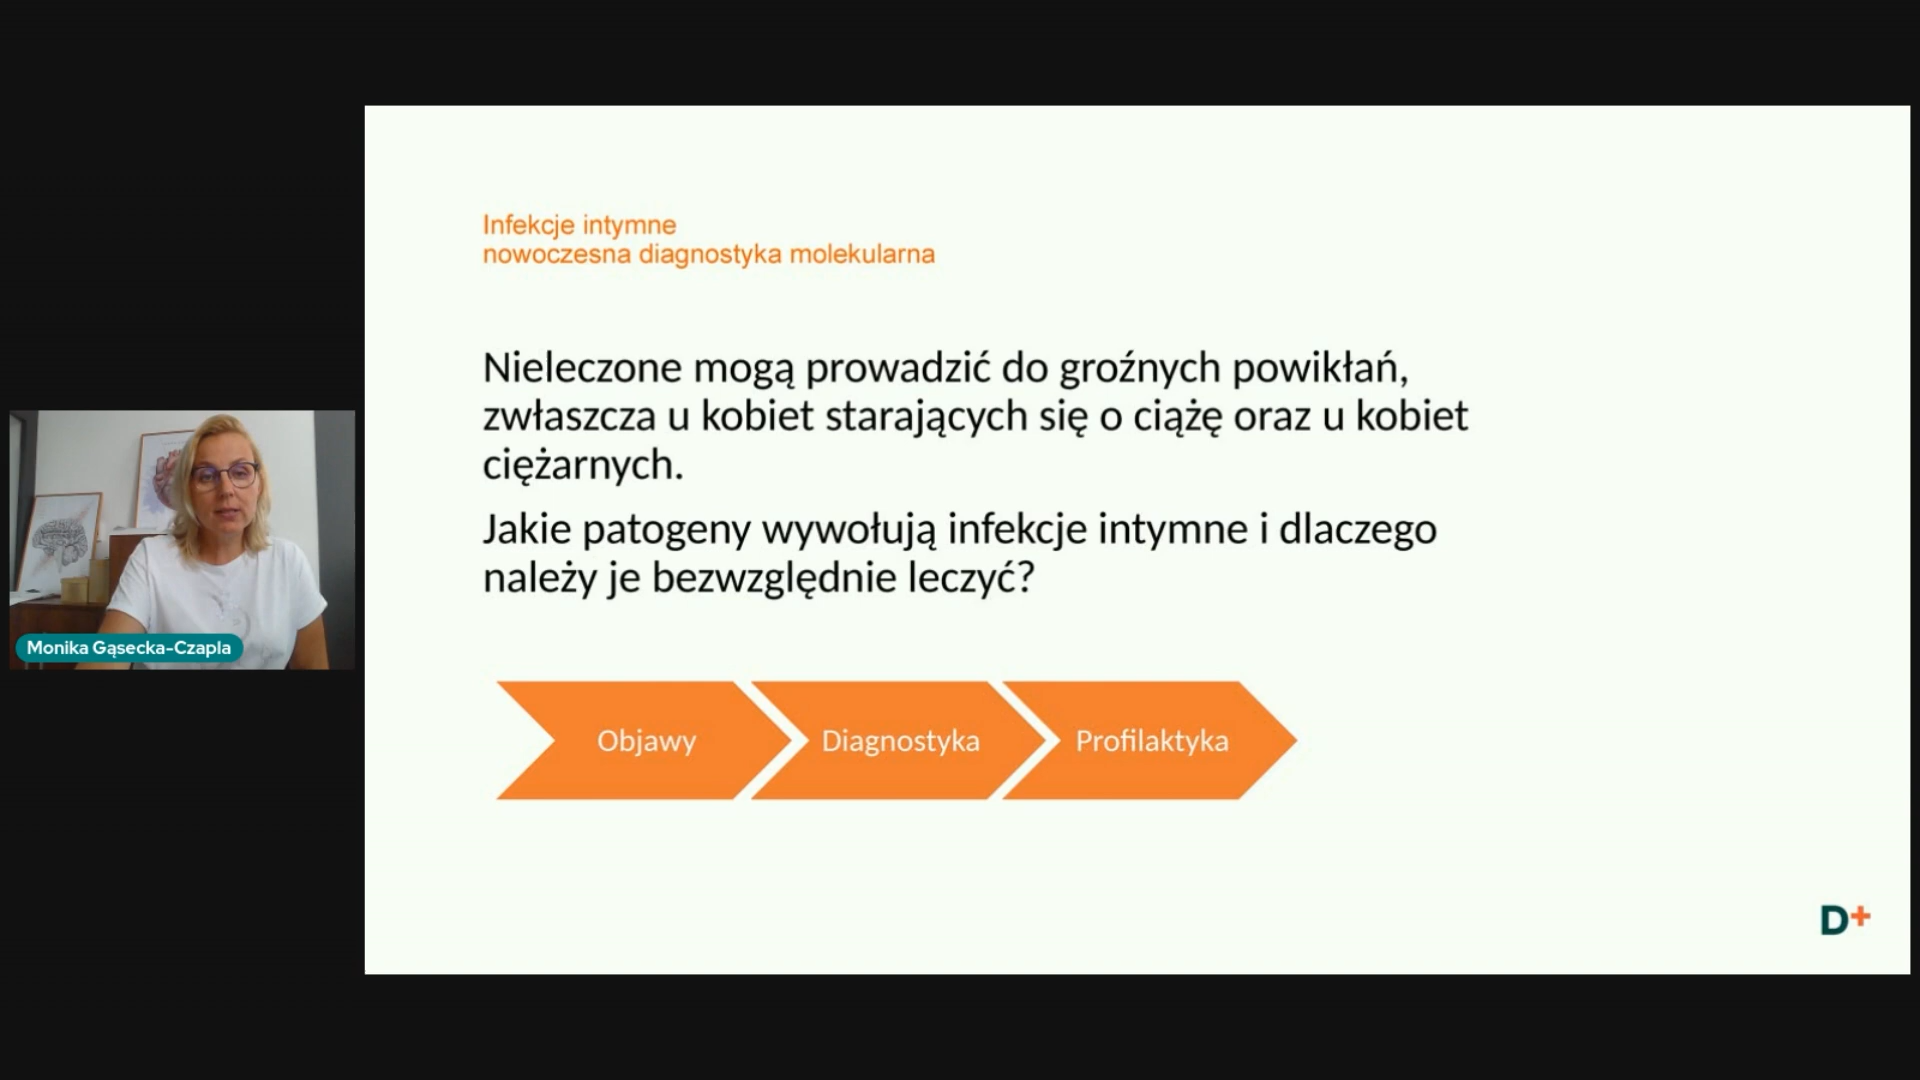 Infekcje intymne
nowoczesna diagnostyka molekularna
Nieleczone mogą prowadzić do groźnych powikłań,
zwłaszcza u kobiet starających się o ciążę oraz u kobiet
ciężarnych.
Jakie patogeny wywołują infekcje intymne i dlaczego
należy je bezwzględnie leczyć?
Monika Gąsecka-Czapla
Objawy
Diagnostyka
Profilaktyka
D+